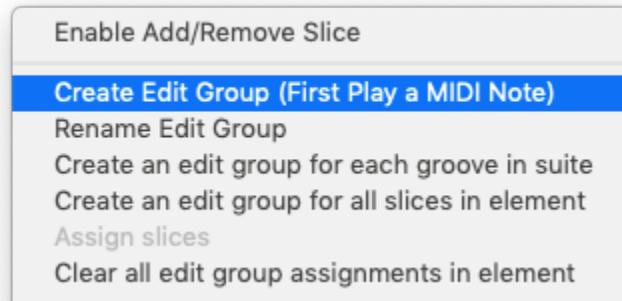 Enable Add/Remove Slice
Create Edit Group (First Play a MIDI Note)
Rename Edit Group
Create an edit group for each groove in suite
Create an edit group for all slices in element
Assign slices
Clear all edit group assignments in element